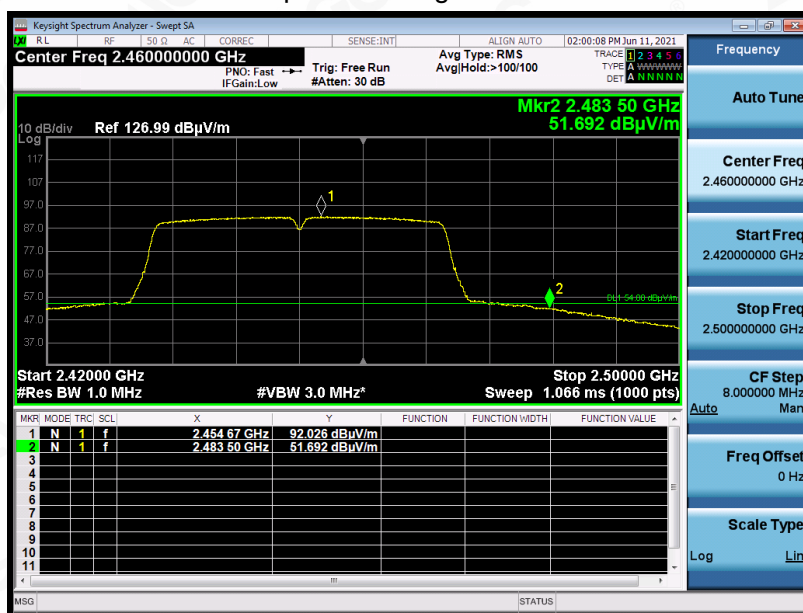 Keysight Spectrum Analyzer - Swept SA
LXI RL RF 50 Ω AC CORREC SENSE:INT ALIGN AUTO 02:00:08 PM Jun 11, 2021
Center Freq 2.460000000 GHz
PNO: Fast
IFGain:Low
Trig: Free Run
#Atten: 30 dB
Avg Type: RMS
Avg|Hold:>100/100
TRACE 1 2 3 4 5 6
TYPE A WWWWW
DET A N N N N N
Mkr2 2.483 50 GHz
51.692 dBµV/m
10 dB/div Ref 126.99 dBµV/m
Log
117
107
97.0
87.0
77.0
67.0
57.0
47.0
37.0
1
2
DL1 54.00 dBµV/m
Start 2.42000 GHz Stop 2.50000 GHz
#Res BW 1.0 MHz #VBW 3.0 MHz* Sweep 1.066 ms (1000 pts)
MKR MODE TRC SCL X Y FUNCTION FUNCTION WIDTH FUNCTION VALUE
1 N 1 f 2.454 67 GHz 92.026 dBµV/m
2 N 1 f 2.483 50 GHz 51.692 dBµV/m
3
4
5
6
7
8
9
10
11
MSG STATUS
Frequency
Auto Tune
Center Freq
2.460000000 GHz
Start Freq
2.420000000 GHz
Stop Freq
2.500000000 GHz
CF Step
8.000000 MHz
Auto Man
Freq Offset
0 Hz
Scale Type
Log Lin